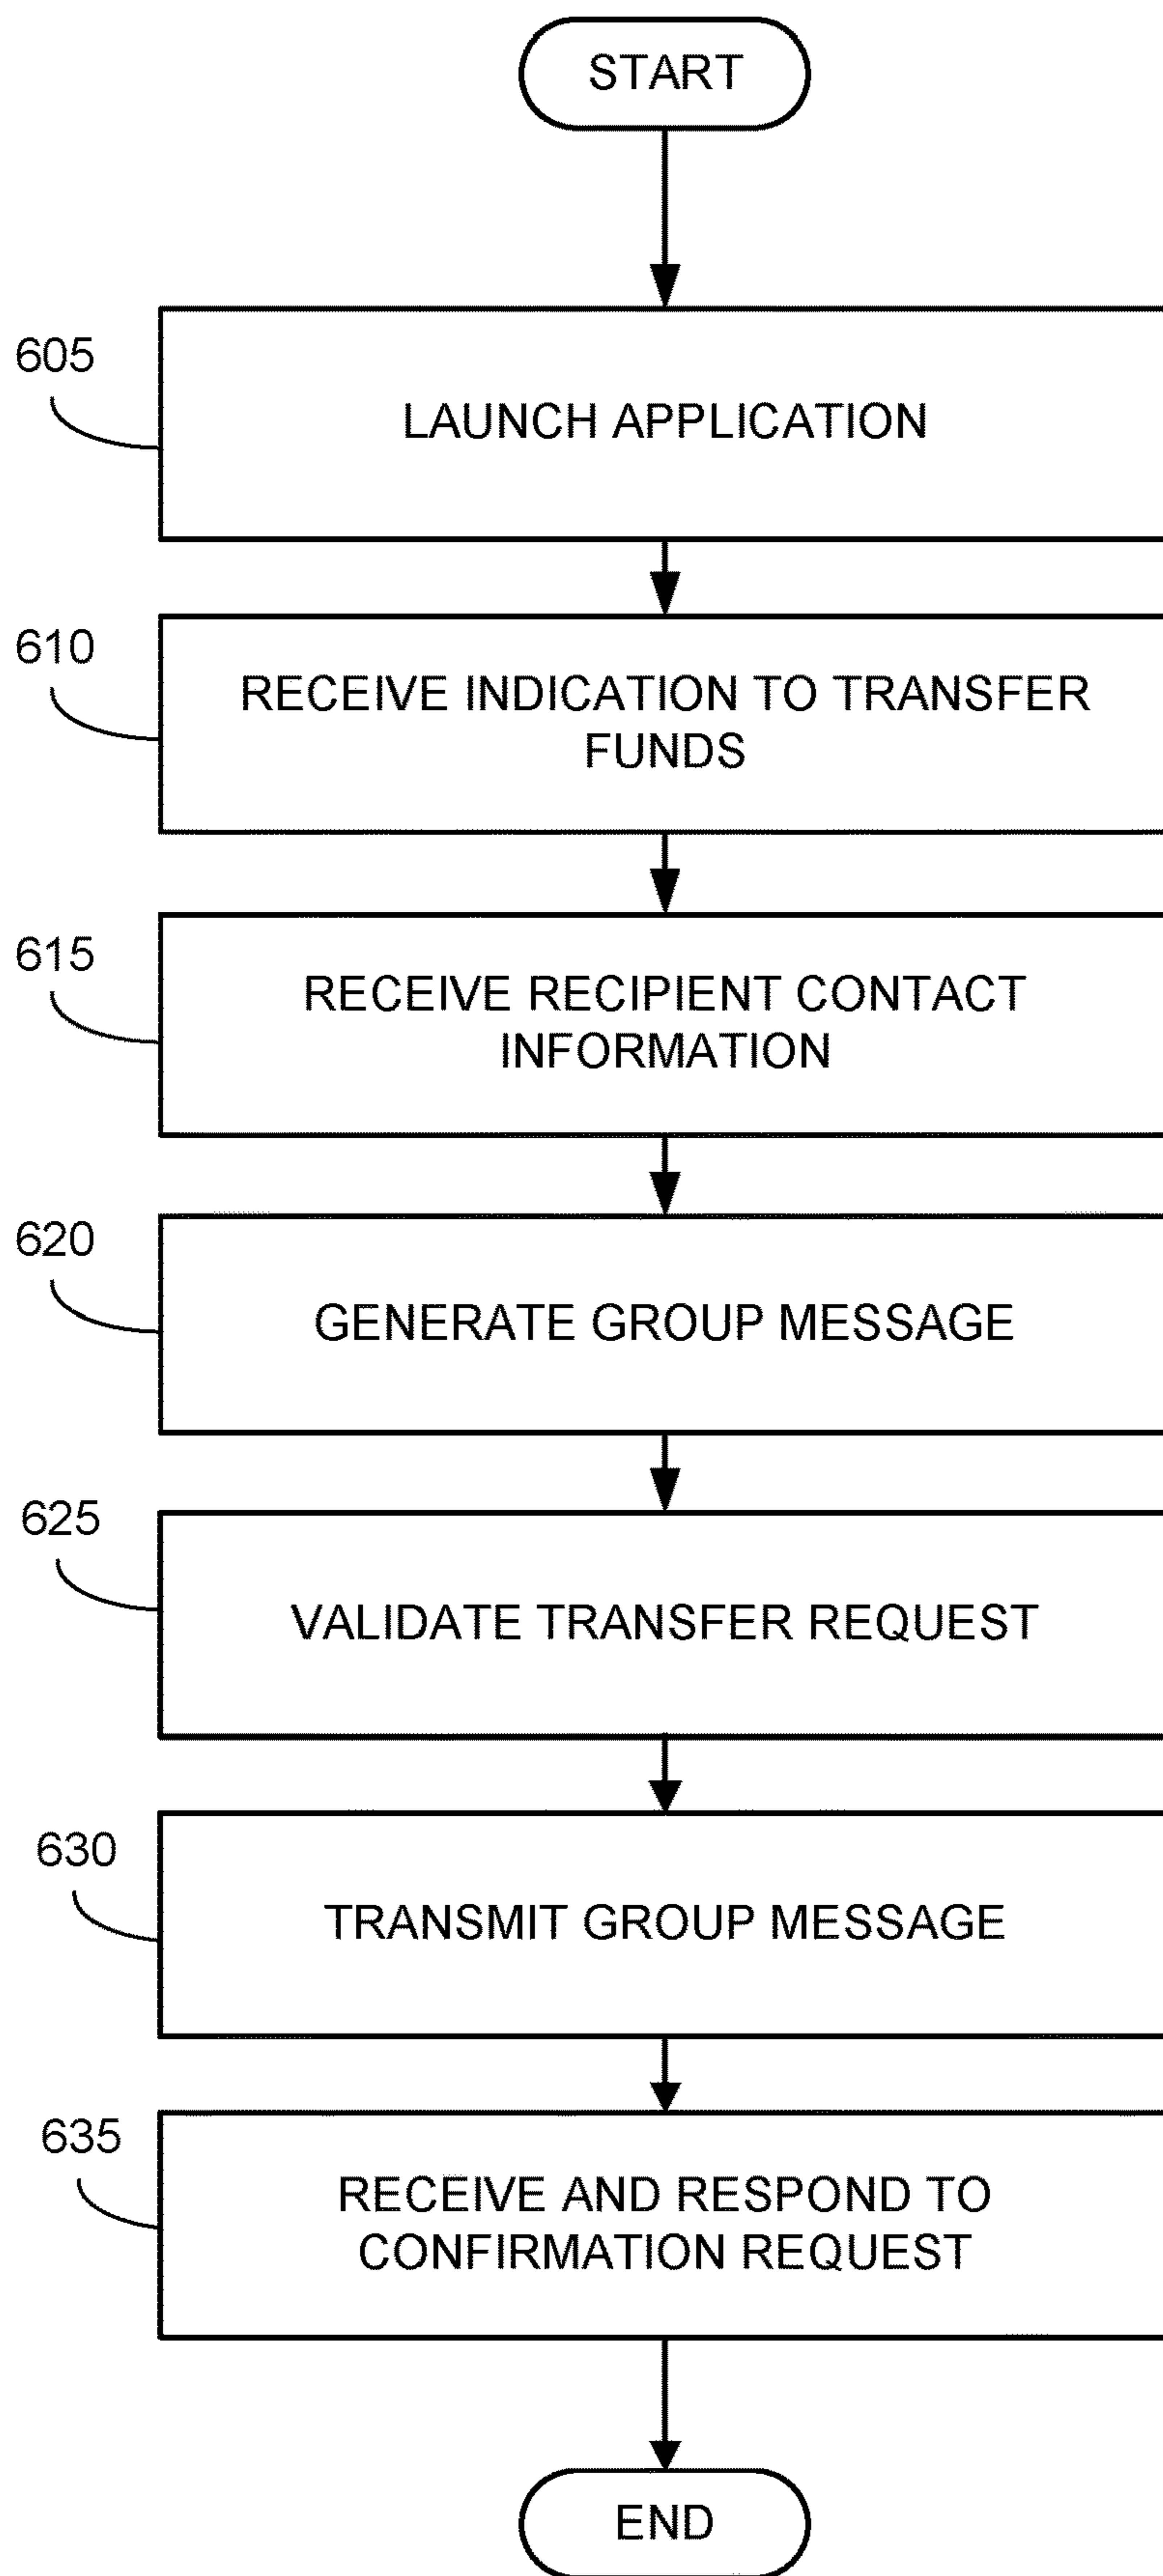 START
605
LAUNCH APPLICATION
610
RECEIVE INDICATION TO TRANSFER
FUNDS
615
RECEIVE RECIPIENT CONTACT
INFORMATION
620
GENERATE GROUP MESSAGE
625
VALIDATE TRANSFER REQUEST
630
TRANSMIT GROUP MESSAGE
635
RECEIVE AND RESPOND TO
CONFIRMATION REQUEST
END